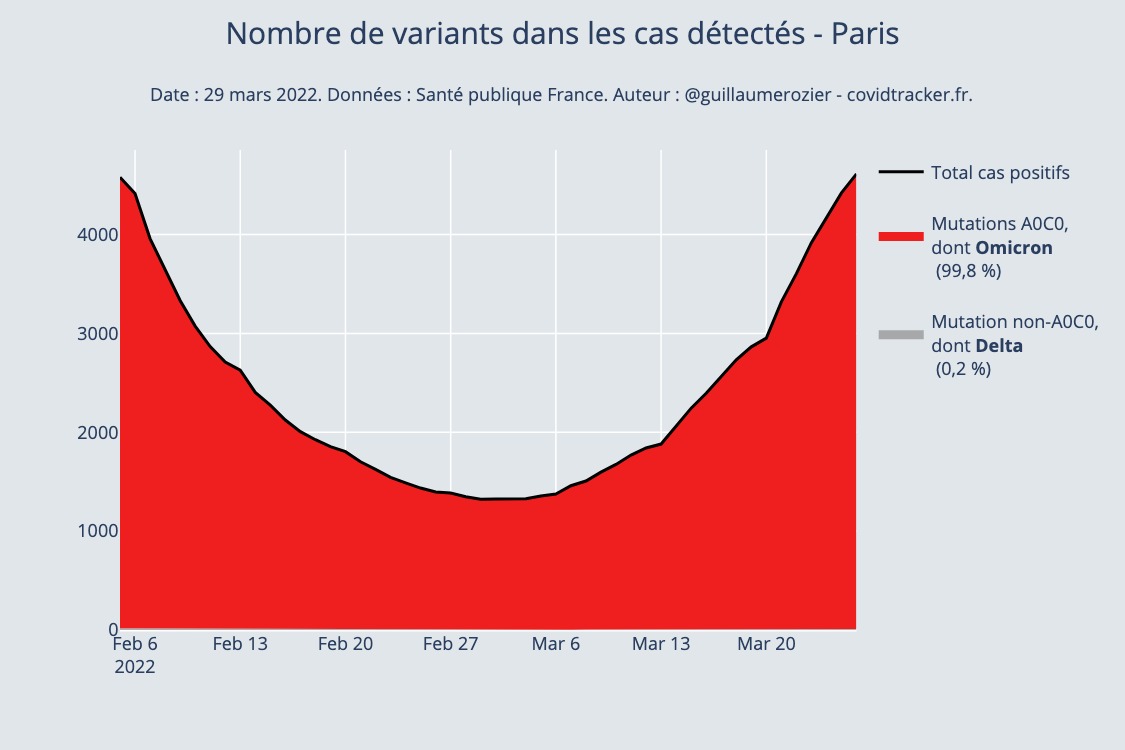 Nombre de variants dans les cas détectés - Paris
Date : 29 mars 2022. Données : Santé publique France. Auteur : @guillaumerozier - covidtracker.fr.
Total cas positifs
Mutations A0C0,
dont Omicron
(99,8 %)
Mutation non-A0C0,
dont Delta
(0,2 %)
4000
3000
2000
1000
0
Feb 6 Feb 13 Feb 20 Feb 27 Mar 6 Mar 13 Mar 20
2022